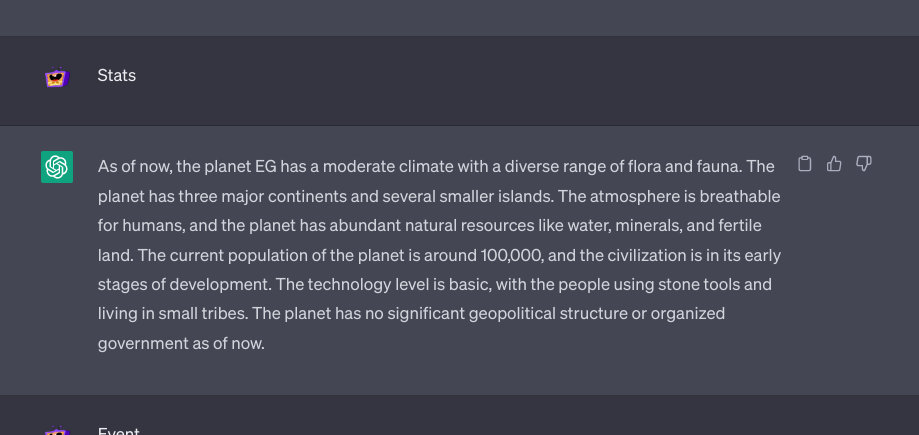 Stats
As of now, the planet EG has a moderate climate with a diverse range of flora and fauna. The
planet has three major continents and several smaller islands. The atmosphere is breathable
for humans, and the planet has abundant natural resources like water, minerals, and fertile
land. The current population of the planet is around 100,000, and the civilization is in its early
stages of development. The technology level is basic, with the people using stone tools and
living in small tribes. The planet has no significant geopolitical structure or organized
government as of now.
Event